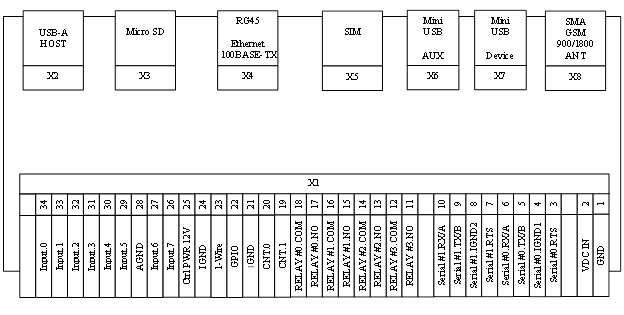 USB-A
HOST
X2
Micro SD
X3
RG45
Ethernet
100BASE-TX
X4
SIM
X5
Mini
USB
AUX
X6
Mini
USB
Device
X7
SMA
GSM
900/1800
ANT
X8
X1
34 33 32 31 30 29 28 27 26 25 24 23 22 21 20 19 18 17 16 15 14 13 12 11 10 9 8 7 6 5 4 3 2 1
Input.0
Input.1
Input.2
Input.3
Input.4
Input.5
AGND
Input.6
Input.7
Ctrl PWR 12V
IGND
1-Wire
GPIO
IGND
CNT.0
CNT.1
RELAY#0.COM
RELAY#0.NO
RELAY#1.COM
RELAY#1.NO
RELAY#2.COM
RELAY#2.NO
RELAY#3.COM
RELAY#3.NO
Serial#1.RX/A
Serial#1.TX/B
Serial#1.IGND2
Serial#1.RTS
Serial#0.RX/A
Serial#0.TX/B
Serial#0.IGND1
Serial#0.RTS
VDC IN
GND